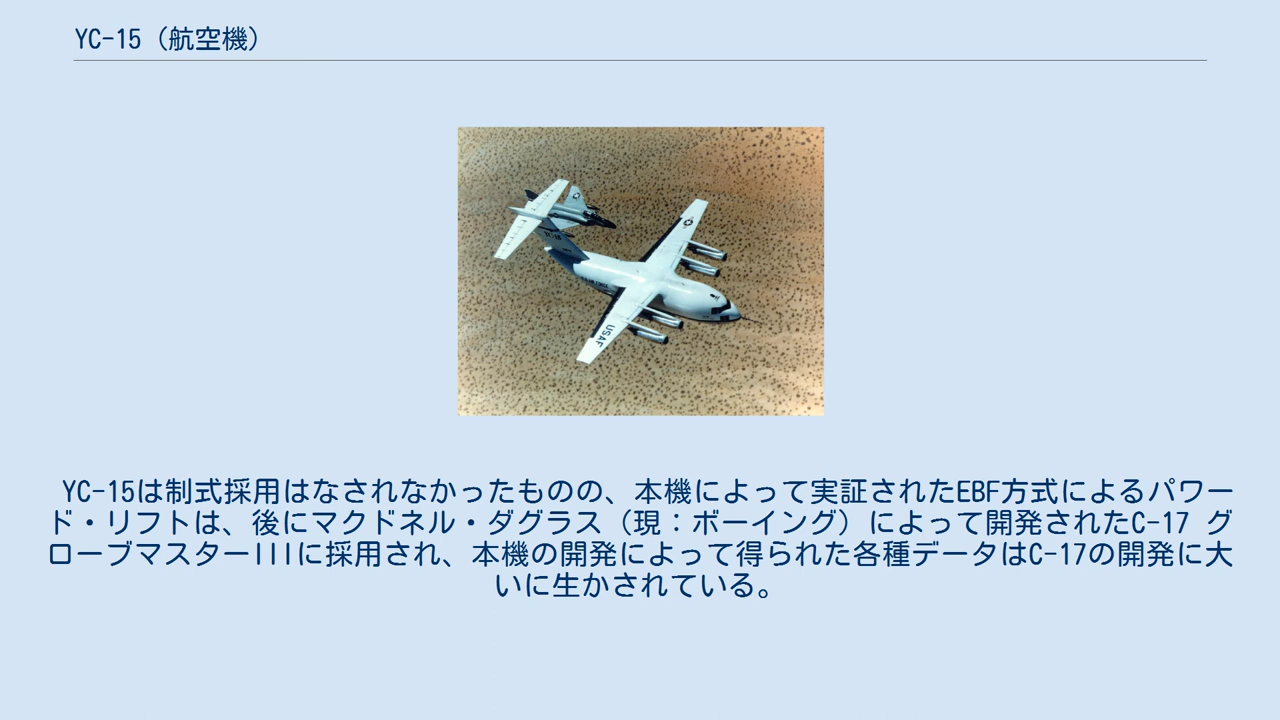 YC-15（航空機）
USAF
YC-15は制式採用はなされなかったものの、本機によって実証されたEBF方式によるパワー
ド・リフトは、後にマクドネル・ダグラス（現：ボーイング）によって開発されたC-17 グ
ローブマスターIIIに採用され、本機の開発によって得られた各種データはC-17の開発に大
いに生かされている。